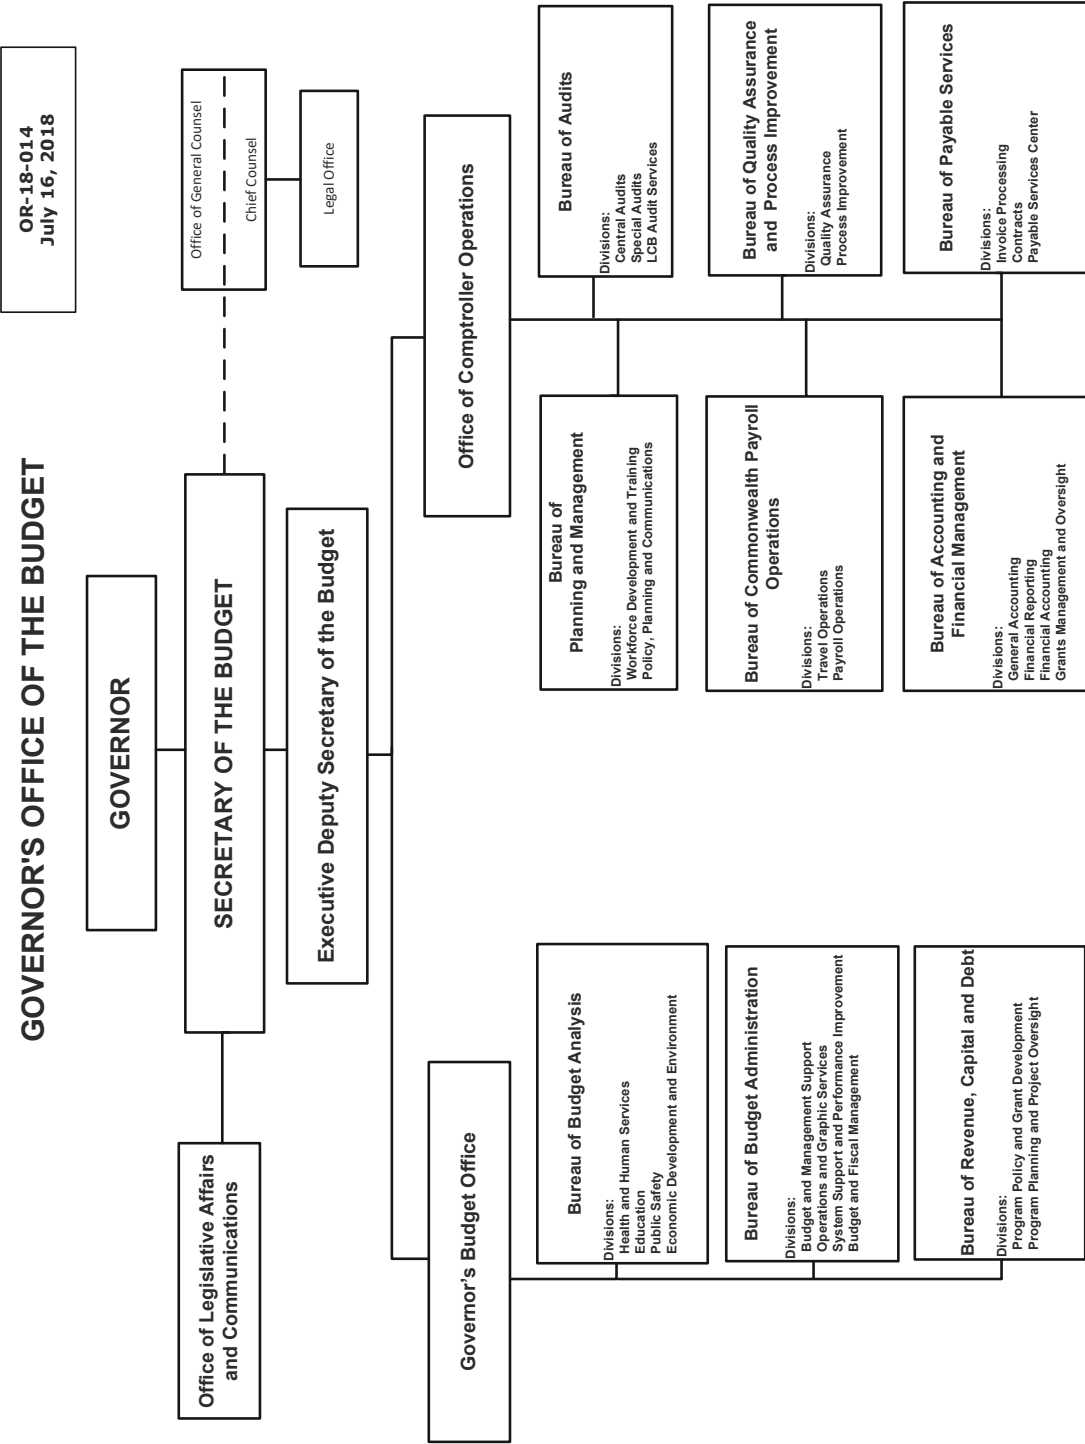 OR-18-014
July 16, 2018
GOVERNOR'S OFFICE OF THE BUDGET
GOVERNOR
Office of Legislative Affairs
and Communications
SECRETARY OF THE BUDGET
Office of General Counsel
Chief Counsel
Legal Office
Executive Deputy Secretary of the Budget
Governor's Budget Office
Office of Comptroller Operations
Bureau of Budget Analysis
Divisions:
Health and Human Services
Education
Public Safety
Economic Development and Environment
Bureau of Budget Administration
Divisions:
Budget and Management Support
Operations and Graphic Services
System Support and Performance Improvement
Budget and Fiscal Management
Bureau of Revenue, Capital and Debt
Divisions:
Program Policy and Grant Development
Program Planning and Project Oversight
Bureau of
Planning and Management
Divisions:
Workforce Development and Training
Policy, Planning and Communications
Bureau of Audits
Divisions:
Central Audits
Special Audits
LCB Audit Services
Bureau of Commonwealth Payroll
Operations
Divisions:
Travel Operations
Payroll Operations
Bureau of Quality Assurance
and Process Improvement
Divisions:
Quality Assurance
Process Improvement
Bureau of Accounting and
Financial Management
Divisions:
General Accounting
Financial Reporting
Financial Accounting
Grants Management and Oversight
Bureau of Payable Services
Divisions:
Invoice Processing
Contracts
Payable Services Center